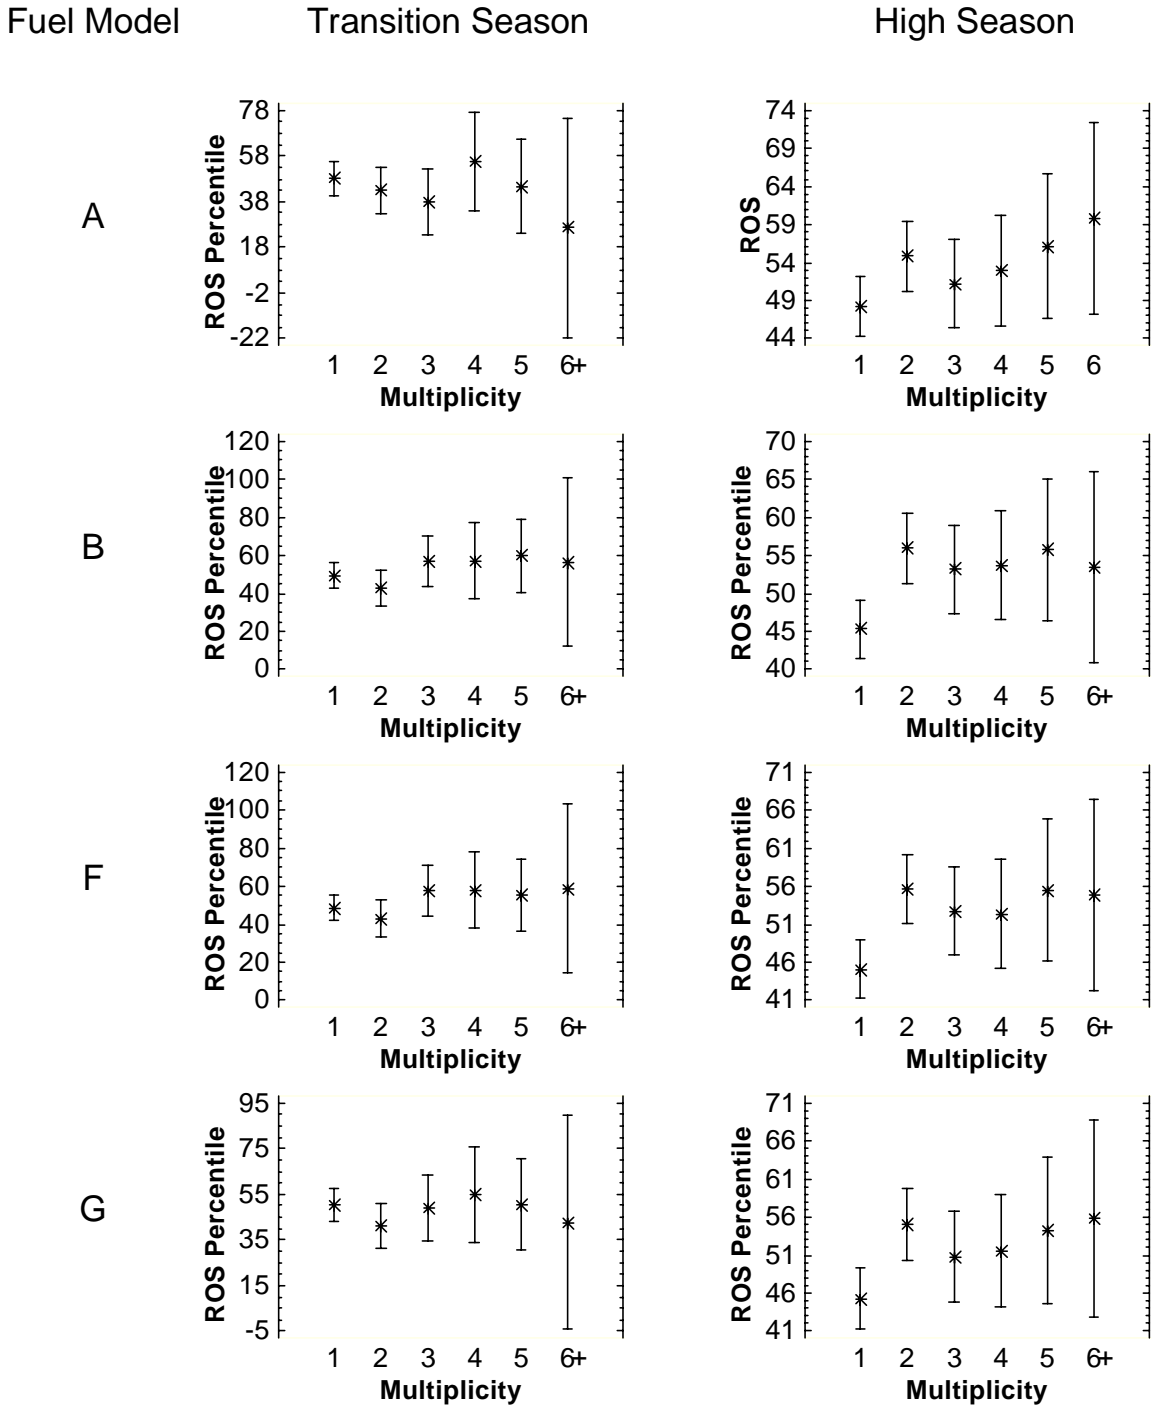 Fuel Model Transition Season High Season
A
ROS Percentile
78
58
38
18
-2
-22
1 2 3 4 5 6+
Multiplicity
ROS
74
69
64
59
54
49
44
1 2 3 4 5 6
Multiplicity
B
ROS Percentile
120
100
80
60
40
20
0
1 2 3 4 5 6+
Multiplicity
ROS Percentile
70
65
60
55
50
45
40
1 2 3 4 5 6+
Multiplicity
F
ROS Percentile
120
100
80
60
40
20
0
1 2 3 4 5 6+
Multiplicity
ROS Percentile
71
66
61
56
51
46
41
1 2 3 4 5 6+
Multiplicity
G
ROS Percentile
95
75
55
35
15
-5
1 2 3 4 5 6+
Multiplicity
ROS Percentile
71
66
61
56
51
46
41
1 2 3 4 5 6+
Multiplicity